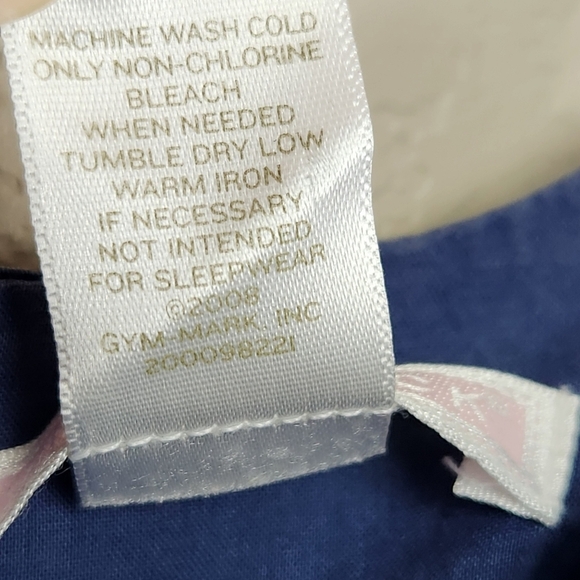 MACHINE WASH COLD
ONLY NON-CHLORINE
BLEACH
WHEN NEEDED
TUMBLE DRY LOW
WARM IRON
IF NECESSARY
NOT INTENDED
FOR SLEEPWEAR
©2006
GYM-MARK, INC
200098221